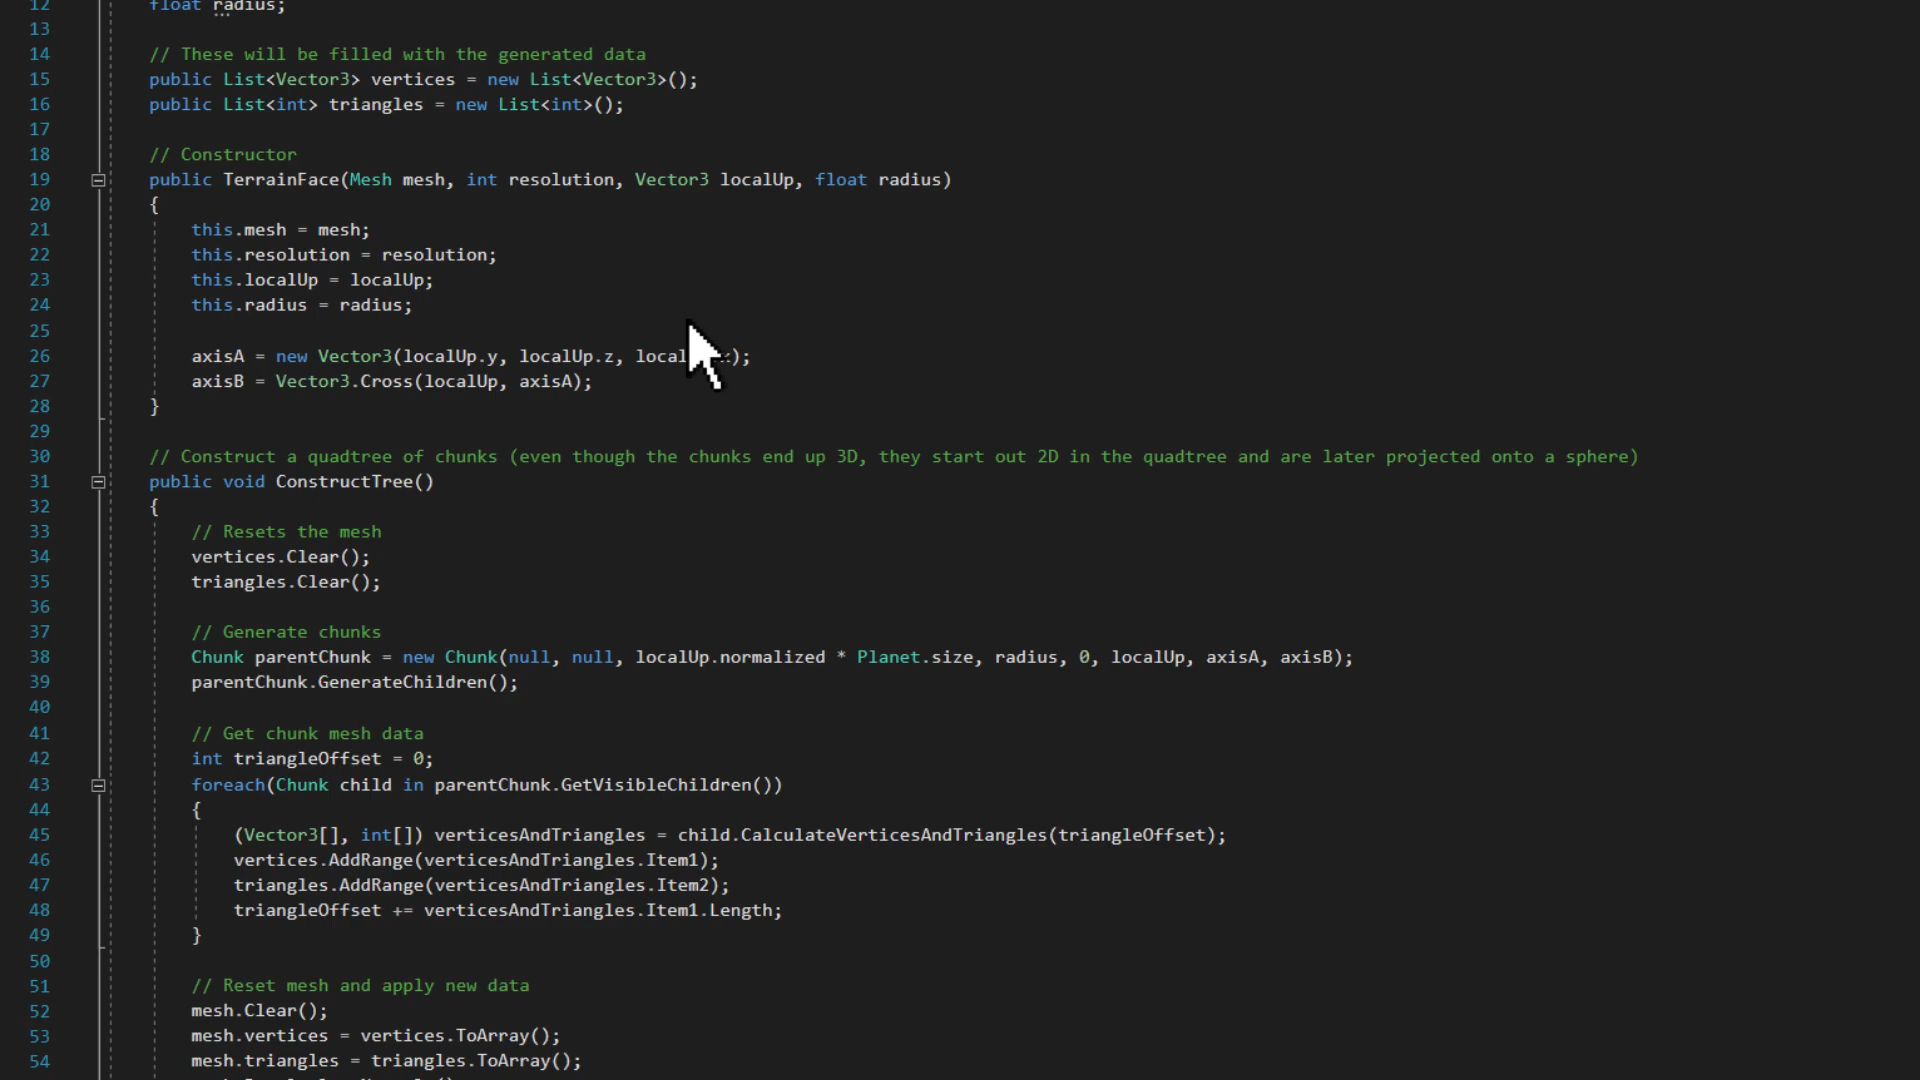 12 float radius;
13
14 // These will be filled with the generated data
15 public List<Vector3> vertices = new List<Vector3>();
16 public List<int> triangles = new List<int>();
17
18 // Constructor
19 public TerrainFace(Mesh mesh, int resolution, Vector3 localUp, float radius)
20 {
21 this.mesh = mesh;
22 this.resolution = resolution;
23 this.localUp = localUp;
24 this.radius = radius;
25
26 axisA = new Vector3(localUp.y, localUp.z, local );
27 axisB = Vector3.Cross(localUp, axisA);
28 }
29
30 // Construct a quadtree of chunks (even though the chunks end up 3D, they start out 2D in the quadtree and are later projected onto a sphere)
31 public void ConstructTree()
32 {
33 // Resets the mesh
34 vertices.Clear();
35 triangles.Clear();
36
37 // Generate chunks
38 Chunk parentChunk = new Chunk(null, null, localUp.normalized * Planet.size, radius, 0, localUp, axisA, axisB);
39 parentChunk.GenerateChildren();
40
41 // Get chunk mesh data
42 int triangleOffset = 0;
43 foreach(Chunk child in parentChunk.GetVisibleChildren())
44 {
45 (Vector3[], int[]) verticesAndTriangles = child.CalculateVerticesAndTriangles(triangleOffset);
46 vertices.AddRange(verticesAndTriangles.Item1);
47 triangles.AddRange(verticesAndTriangles.Item2);
48 triangleOffset += verticesAndTriangles.Item1.Length;
49 }
50
51 // Reset mesh and apply new data
52 mesh.Clear();
53 mesh.vertices = vertices.ToArray();
54 mesh.triangles = triangles.ToArray();